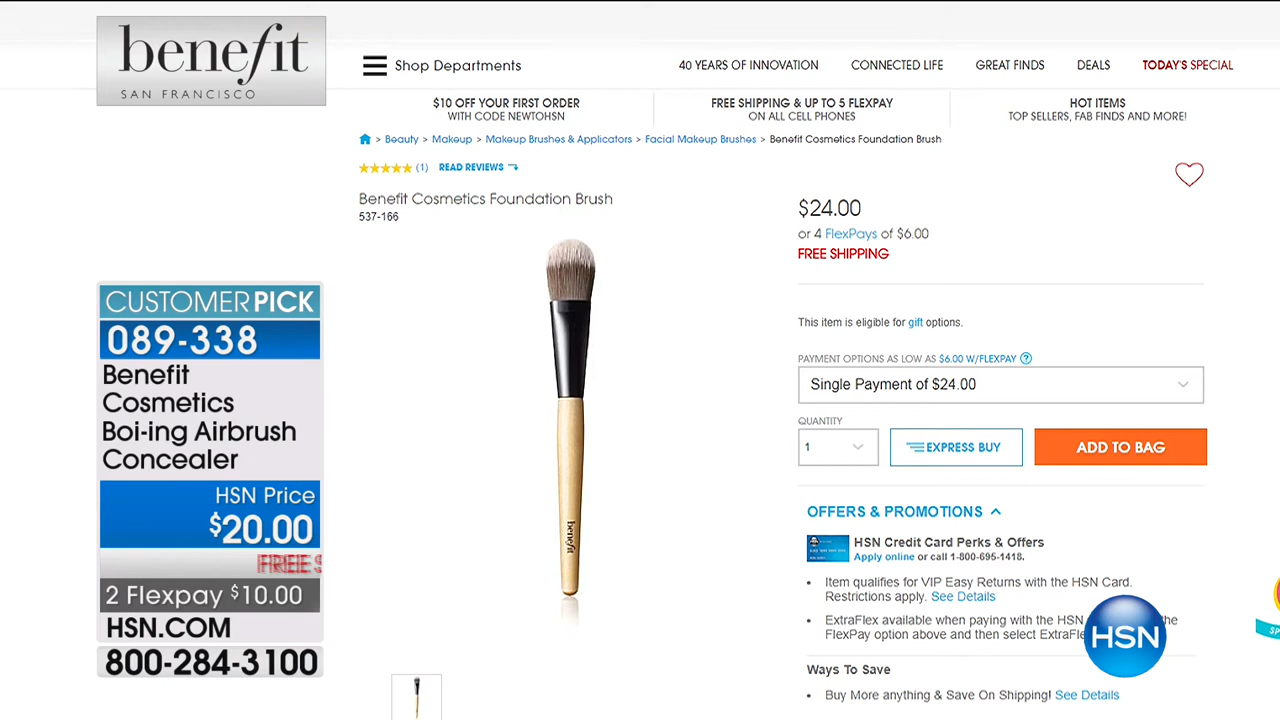 benefit
SAN FRANCISCO
Shop Departments
40 YEARS OF INNOVATION
CONNECTED LIFE
GREAT FINDS
DEALS
TODAY'S SPECIAL
$10 OFF YOUR FIRST ORDER
WITH CODE NEWTOHSN
FREE SHIPPING & UP TO 5 FLEXPAY
ON ALL CELL PHONES
HOT ITEMS
TOP SELLERS, FAB FINDS AND MORE!
> Beauty > Makeup > Makeup Brushes & Applicators > Facial Makeup Brushes > Benefit Cosmetics Foundation Brush
(1) READ REVIEWS
Benefit Cosmetics Foundation Brush
537-166
benefit
$24.00
or 4 FlexPays of $6.00
FREE SHIPPING
This item is eligible for gift options.
PAYMENT OPTIONS AS LOW AS $6.00 W/FLEXPAY ?
Single Payment of $24.00
QUANTITY
1
EXPRESS BUY
ADD TO BAG
OFFERS & PROMOTIONS
HSN Credit Card Perks & Offers
Apply online or call 1-800-695-1418.
• Item qualifies for VIP Easy Returns with the HSN Card.
Restrictions apply. See Details
• ExtraFlex available when paying with the HSN the
FlexPay option above and then select
HSN
Ways To Save
• Buy More anything & Save On Shipping! See Details
CUSTOMER PICK
089-338
Benefit
Cosmetics
Boi-ing Airbrush
Concealer
HSN Price
$20.00
FREE S
2 Flexpay $10.00
HSN.COM
800-284-3100